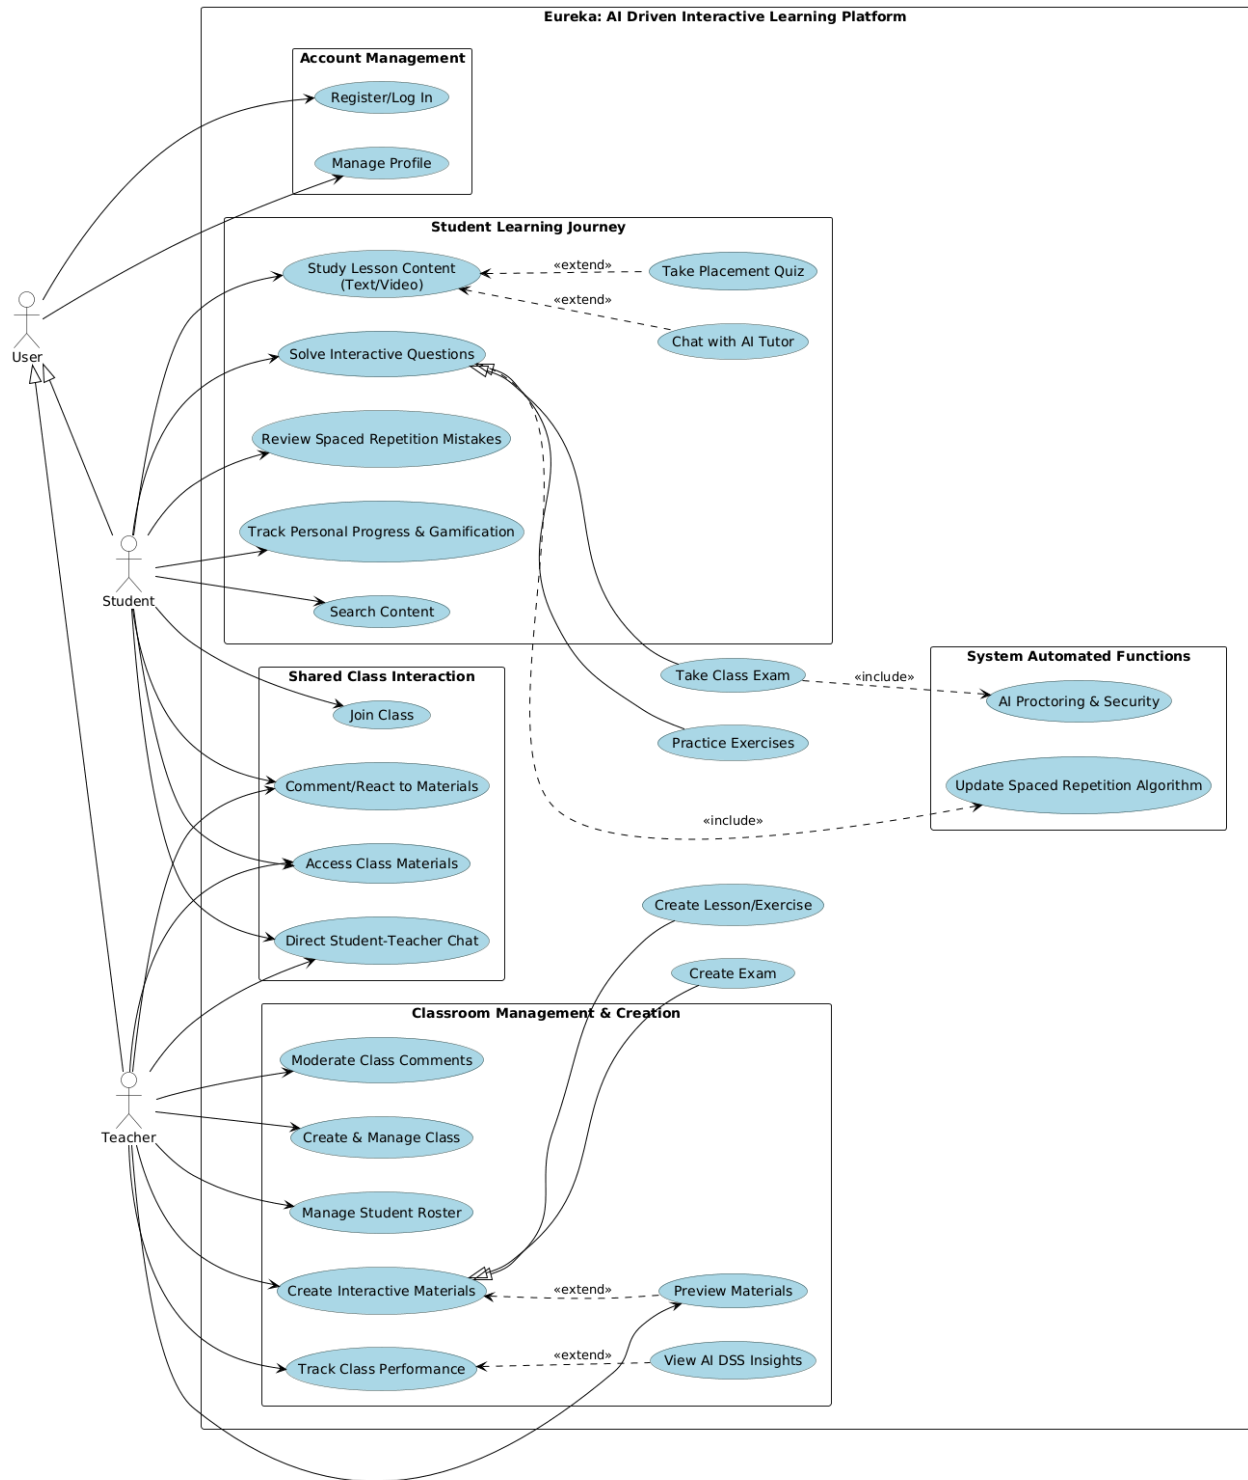 Eureka: AI Driven Interactive Learning Platform
Account Management
Register/Log In
Manage Profile
User
Student Learning Journey
Study Lesson Content
(Text/Video)
«extend»
Take Placement Quiz
«extend»
Chat with AI Tutor
Solve Interactive Questions
Review Spaced Repetition Mistakes
Track Personal Progress & Gamification
Search Content
Student
Shared Class Interaction
Join Class
Comment/React to Materials
Access Class Materials
Direct Student-Teacher Chat
Take Class Exam
«include»
Practice Exercises
«include»
System Automated Functions
AI Proctoring & Security
Update Spaced Repetition Algorithm
Create Lesson/Exercise
Create Exam
Classroom Management & Creation
Moderate Class Comments
Create & Manage Class
Manage Student Roster
Create Interactive Materials
«extend»
Preview Materials
Track Class Performance
«extend»
View AI DSS Insights
Teacher